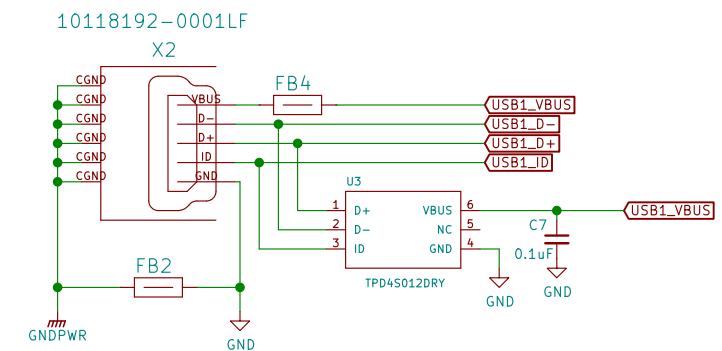 10118192-0001LF
X2
CGND
CGND
CGND
CGND
CGND
CGND
VBUS
D-
D+
ID
GND
FB4
USB1_VBUS
USB1_D-
USB1_D+
USB1_ID
U3
1 D+ VBUS 6
2 D- NC 5
3 ID GND 4
TPD4S012DRY
USB1_VBUS
C7
0.1uF
GND
GND
FB2
GNDPWR
GND